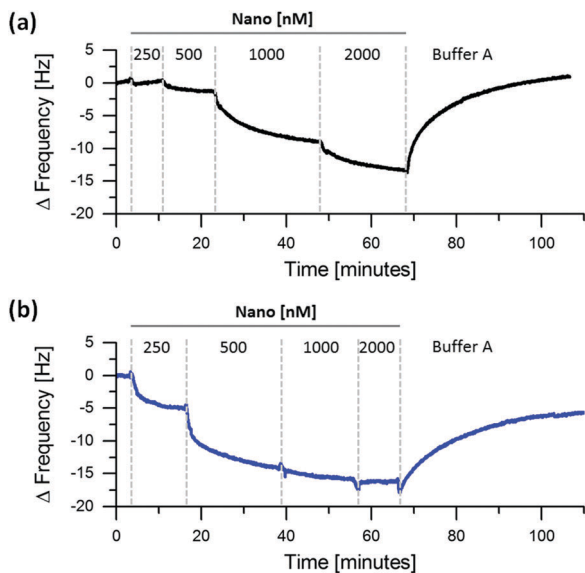 (a)
Nano [nM]
250 500 1000 2000 Buffer A
5
0
-5
-10
-15
-20
Δ Frequency [Hz]
0 20 40 60 80 100
Time [minutes]
(b)
Nano [nM]
250 500 1000 2000 Buffer A
5
0
-5
-10
-15
-20
Δ Frequency [Hz]
0 20 40 60 80 100
Time [minutes]